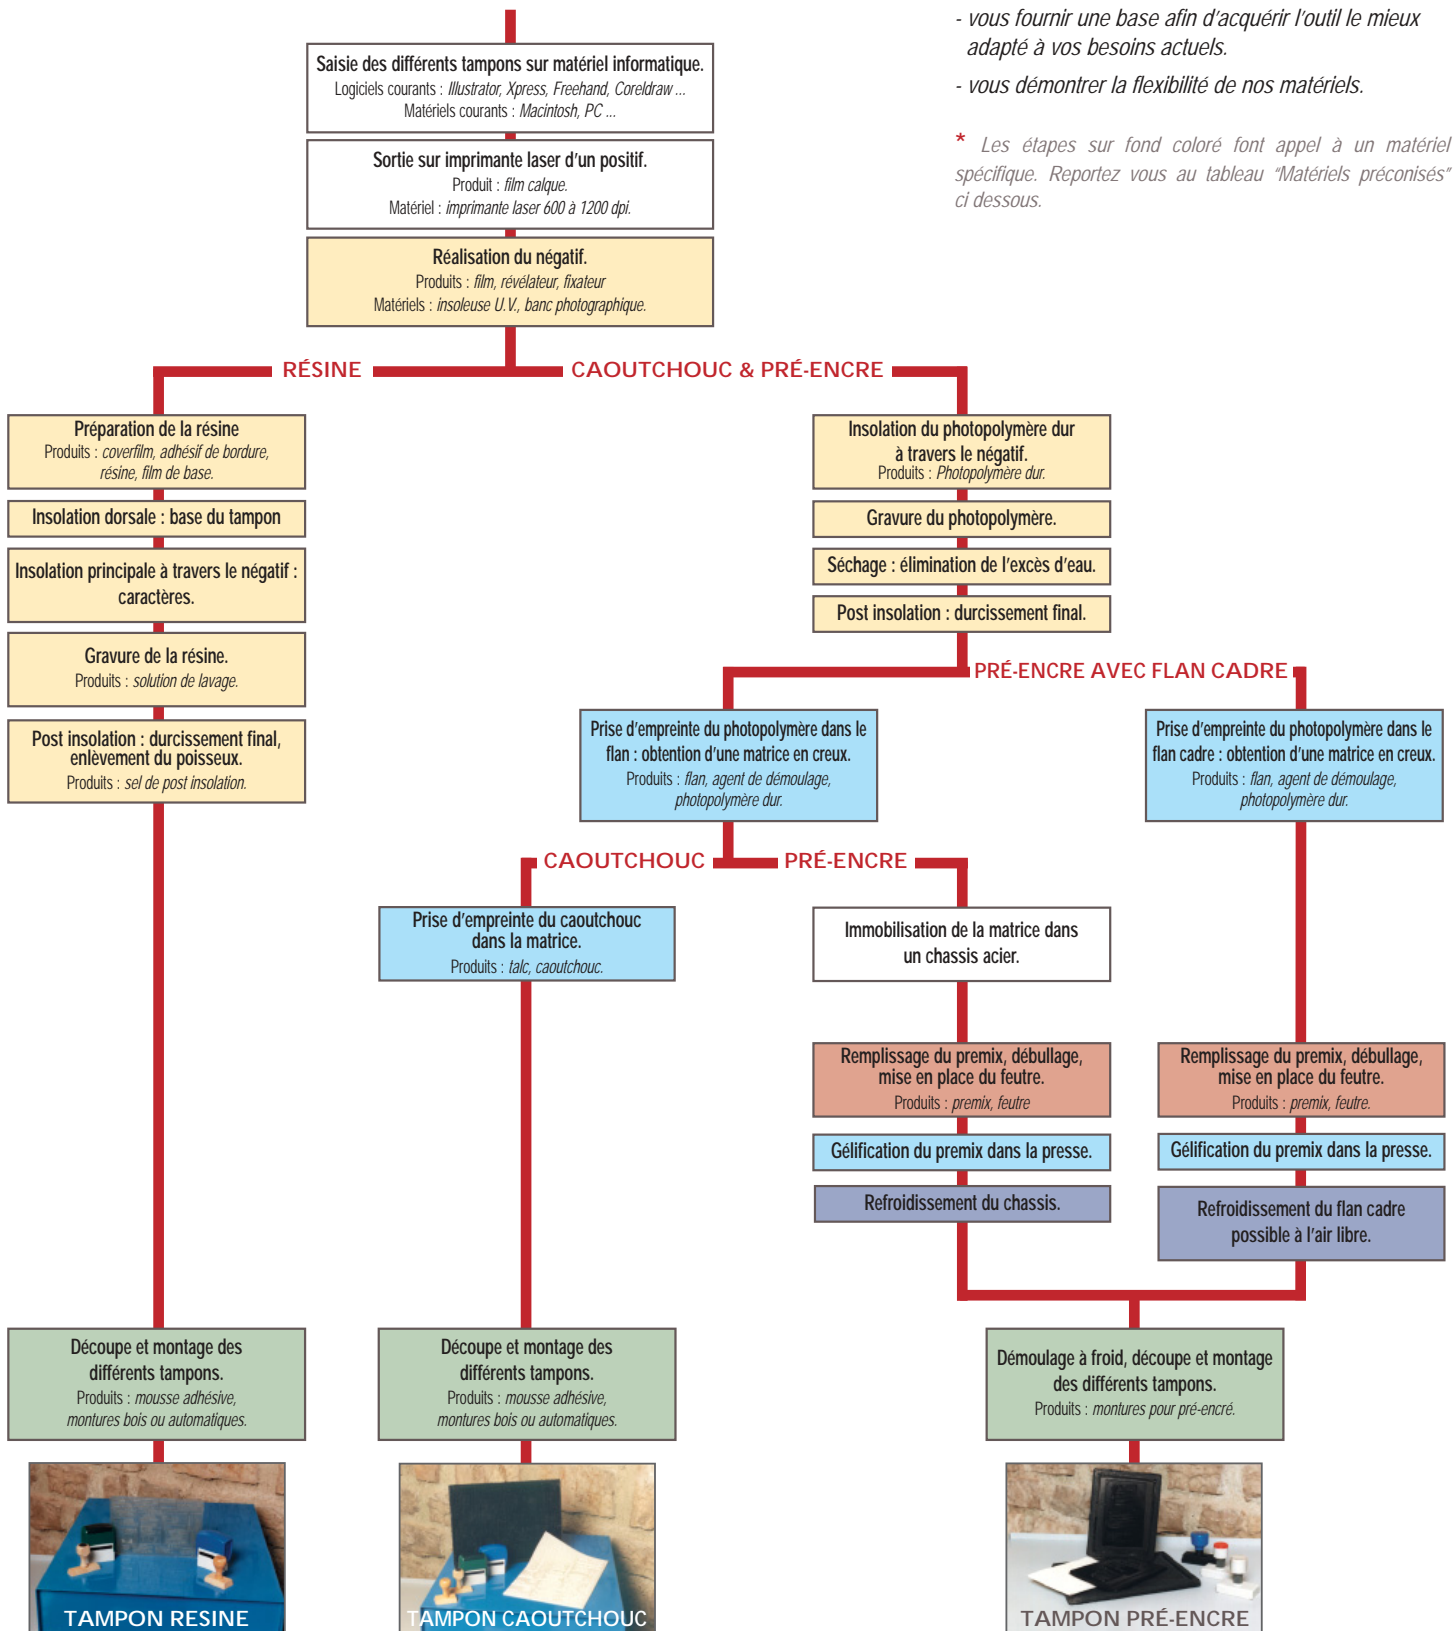 - vous fournir une base afin d'acquérir l'outil le mieux
adapté à vos besoins actuels.
- vous démontrer la flexibilité de nos matériels.
* Les étapes sur fond coloré font appel à un matériel
spécifique. Reportez vous au tableau "Matériels préconisés"
ci dessous.
Saisie des différents tampons sur matériel informatique.
Logiciels courants : Illustrator, Xpress, Freehand, Coreldraw ...
Matériels courants : Macintosh, PC ...
Sortie sur imprimante laser d'un positif.
Produit : film calque.
Matériel : imprimante laser 600 à 1200 dpi.
Réalisation du négatif.
Produits : film, révélateur, fixateur
Matériels : insoleuse U.V., banc photographique.
RÉSINE
CAOUTCHOUC & PRÉ-ENCRE
Préparation de la résine
Produits : coverfilm, adhésif de bordure,
résine, film de base.
Insolation dorsale : base du tampon
Insolation principale à travers le négatif :
caractères.
Gravure de la résine.
Produits : solution de lavage.
Post insolation : durcissement final,
enlèvement du poisseux.
Produits : sel de post insolation.
Insolation du photopolymère dur
à travers le négatif.
Produits : Photopolymère dur.
Gravure du photopolymère.
Séchage : élimination de l'excès d'eau.
Post insolation : durcissement final.
PRÉ-ENCRE AVEC FLAN CADRE
Prise d'empreinte du photopolymère dans le
flan : obtention d'une matrice en creux.
Produits : flan, agent de démoulage,
photopolymère dur.
Prise d'empreinte du photopolymère dans le
flan cadre : obtention d'une matrice en creux.
Produits : flan, agent de démoulage,
photopolymère dur.
CAOUTCHOUC
PRÉ-ENCRE
Prise d'empreinte du caoutchouc
dans la matrice.
Produits : talc, caoutchouc.
Immobilisation de la matrice dans
un chassis acier.
Remplissage du premix, débullage,
mise en place du feutre.
Produits : premix, feutre
Remplissage du premix, débullage,
mise en place du feutre.
Produits : premix, feutre.
Gélification du premix dans la presse.
Gélification du premix dans la presse.
Refroidissement du chassis.
Refroidissement du flan cadre
possible à l'air libre.
Découpe et montage des
différents tampons.
Produits : mousse adhésive,
montures bois ou automatiques.
Découpe et montage des
différents tampons.
Produits : mousse adhésive,
montures bois ou automatiques.
Démoulage à froid, découpe et montage
des différents tampons.
Produits : montures pour pré-encré.
TAMPON RESINE
TAMPON CAOUTCHOUC
TAMPON PRÉ-ENCRE